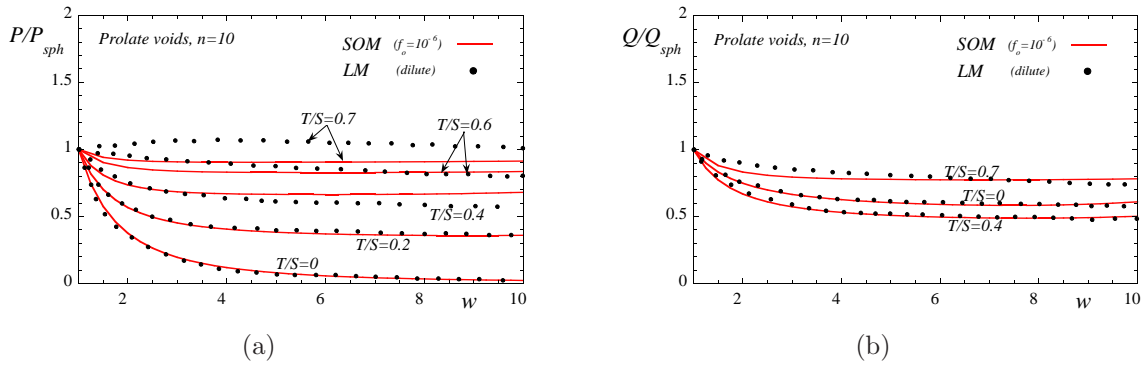 2
P/P_sph
Prolate voids, n=10
SOM (f_o=10^-6)
LM (dilute)
1.5
T/S=0.7
T/S=0.6
1
T/S=0.4
0.5
T/S=0.2
T/S=0
0
2 4 6 8 w 10
(a)
2
Q/Q_sph
Prolate voids, n=10
SOM (f_o=10^-6)
LM (dilute)
1.5
1
T/S=0.7
T/S=0
0.5
T/S=0.4
0
2 4 6 8 w 10
(b)